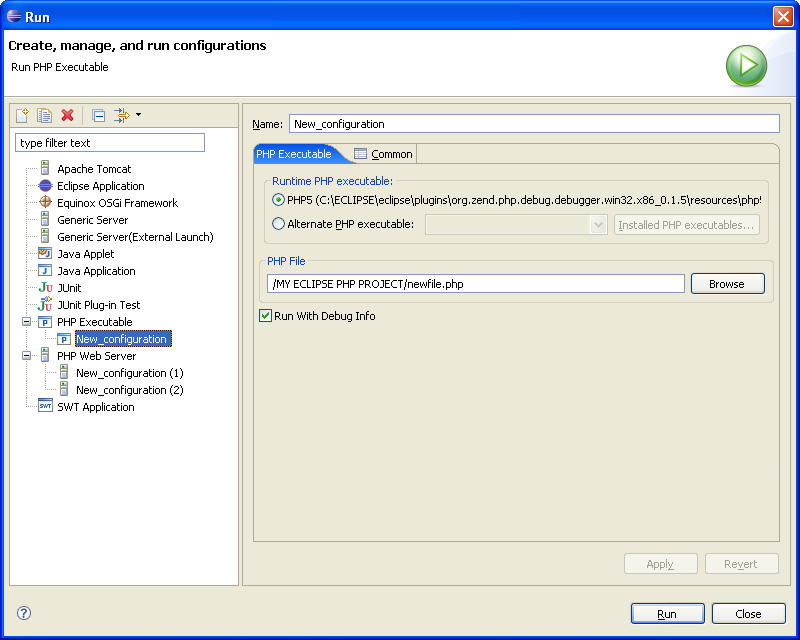 Run
Create, manage, and run configurations
Run PHP Executable
type filter text
Apache Tomcat
Eclipse Application
Equinox OSGi Framework
Generic Server
Generic Server(External Launch)
Java Applet
Java Application
JUnit
JUnit Plug-in Test
PHP Executable
New_configuration
PHP Web Server
New_configuration (1)
New_configuration (2)
SWT Application
Name: New_configuration
PHP Executable Common
Runtime PHP executable:
PHP5 (C:\ECLIPSE\eclipse\plugins\org.zend.php.debug.debugger.win32.x86_0.1.5\resources\php5
Alternate PHP executable: Installed PHP executables...
PHP File
/MY ECLIPSE PHP PROJECT/newfile.php Browse
Run With Debug Info
Apply Revert
Run Close